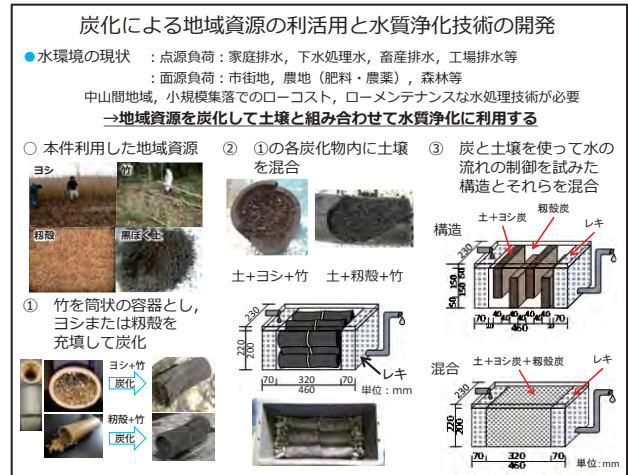 炭化による地域資源の利活用と水質浄化技術の開発
●水環境の現状 :点源負荷:家庭排水,下水処理水,畜産排水,工場排水等
:面源負荷:市街地,農地(肥料・農薬),森林等
中山間地域,小規模集落でのローコスト,ローメンテナンスな水処理技術が必要
→地域資源を炭化して土壌と組み合わせて水質浄化に利用する
○ 本件利用した地域資源
ヨシ
竹
籾殻
黒ぼく土
① 竹を筒状の容器とし,
ヨシまたは籾殻を
充填して炭化
ヨシ+竹
炭化
籾殻+竹
炭化
② ①の各炭化物内に土壌
を混合
土+ヨシ+竹
土+籾殻+竹
230
220
200
レキ
70
320
70
460
単位:mm
③ 炭と土壌を使って水の
流れの制御を試みた
構造とそれらを混合
土+ヨシ炭
籾殻炭
構造
レキ
230
150
150
50
50
70
40
40
40
40
40
70
460
土+ヨシ炭+籾殻炭
混合
レキ
230
220
200
70
320
70
460
単位:mm